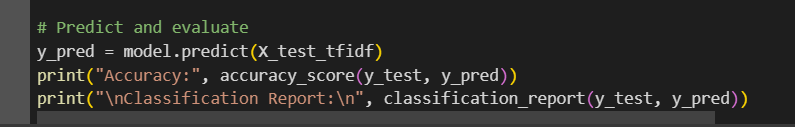 # Predict and evaluate
y_pred = model.predict(X_test_tfidf)
print("Accuracy:", accuracy_score(y_test, y_pred))
print("\nClassification Report:\n", classification_report(y_test, y_pred))